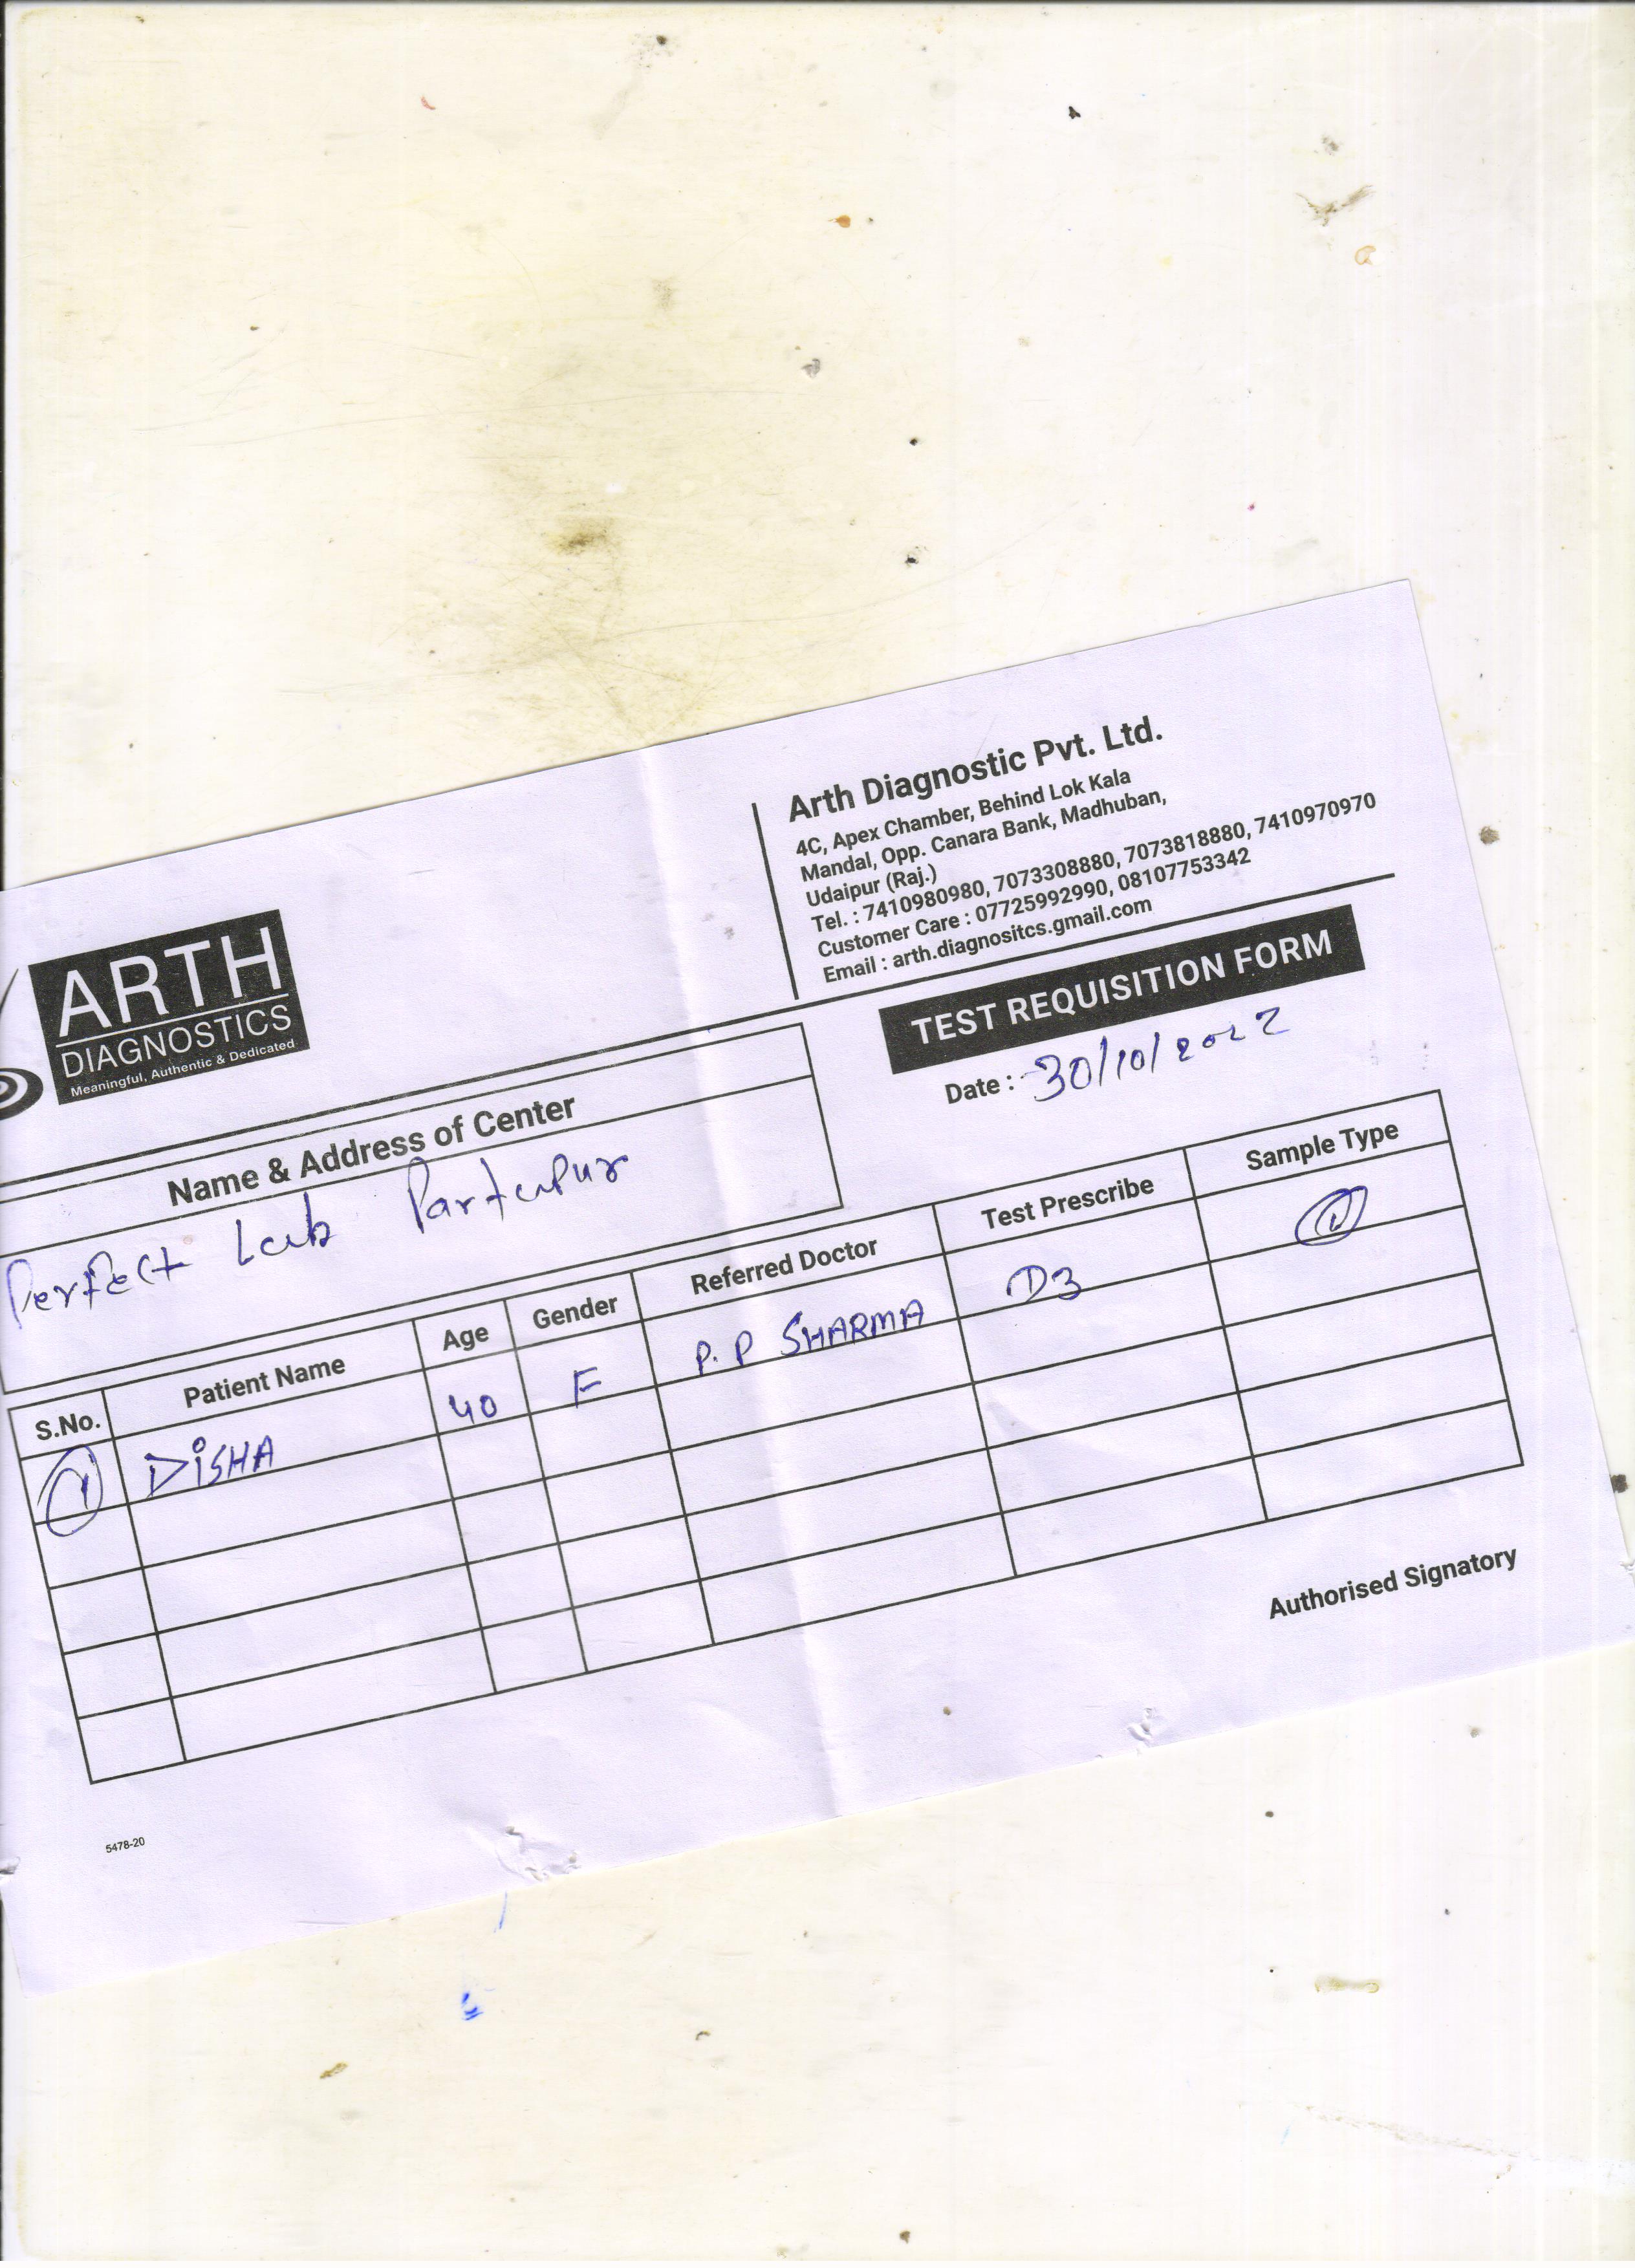 Arth Diagnostic Pvt. Ltd.
4C, Apex Chamber, Behind Lok Kala
Mandal, Opp. Canara Bank, Madhuban,
Udaipur (Raj.)
Tel. : 7410980980, 7073308880, 7073818880, 7410970970
Customer Care : 07725992990, 08107753342
Email : arth.diagnositcs.gmail.com
ARTH
DIAGNOSTICS
Meaningful, Authentic & Dedicated
TEST REQUISITION FORM
Date : 30/10/2022
Name & Address of Center
Perfect Lab Partapur
S.No. Patient Name Age Gender Referred Doctor Test Prescribe Sample Type
1 DiSHA 40 F P.P SHARMA D3
Authorised Signatory
5478-20